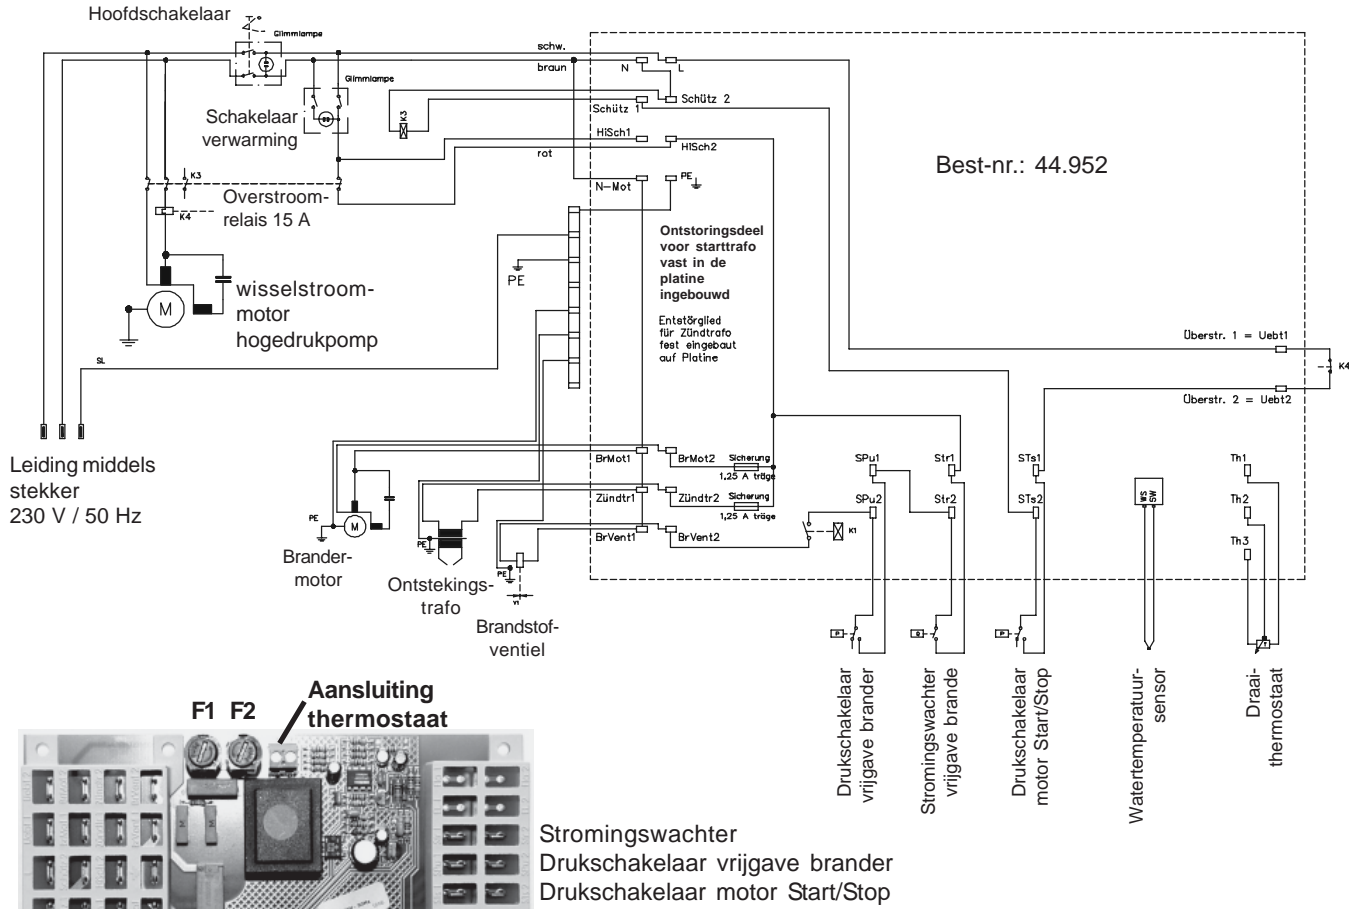 Hoofdschakelaar
Glimmlampe
schw.
braun
N
L
Glimmlampe
Schakelaar
verwarming
K3
Schütz 2
Schütz 1
HiSch1
HiSch2
rot
Best-nr.: 44.952
K3
N-Mot
PE
Overstroom-
relais 15 A
K4
Ontstoringsdeel
voor starttrafo
vast in de
platine
ingebouwd
PE
wisselstroom-
motor
hogedrukpomp
M
Entstörglied
für Zündtrafo
fest eingebaut
auf Platine
SL
Überstr. 1 = Uebt1
K4
Überstr. 2 = Uebt2
Leiding middels
stekker
230 V / 50 Hz
BrMot1
BrMot2
Sicherung
1,25 A träge
SPu1
Str1
STs1
Th1
Zündtr1
Zündtr2
Sicherung
1,25 A träge
SPu2
Str2
STs2
WS
SW
Th2
PE
M
K1
BrVent1
BrVent2
Th3
PE
Brander-
motor
PE
Ontstekings-
trafo
Y1
Brandstof-
ventiel
P
Q
P
T
Drukschakelaar
vrijgave brander
Stromingswachter
vrijgave brande
Drukschakelaar
motor Start/Stop
Watertemperatuur-
sensor
Draai-
thermostaat
Aansluiting
thermostaat
F1 F2
Stromingswachter
Drukschakelaar vrijgave brander
Drukschakelaar motor Start/Stop